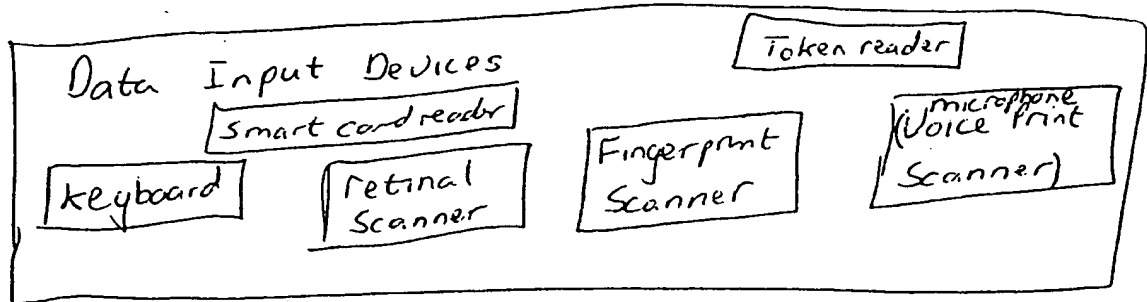 Token reader
Data Input Devices
Smart card reader
keyboard
retinal
Scanner
Fingerprint
Scanner
microphone
(Voice Print
Scanner)